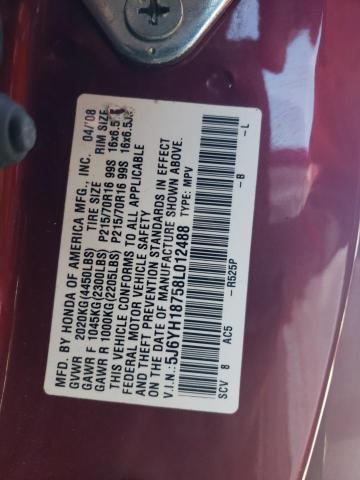 MFD. BY HONDA OF AMERICA MFG., INC. 04/'08
GVWR 2020KG(4450LBS) TIRE SIZE RIM SIZE
GAWR F 1045KG(2300LBS) P215/70R16 99S 16x6.5
GAWR R 1000KG(2205LBS) P215/70R16 99S 16x6.5J
THIS VEHICLE CONFORMS TO ALL APPLICABLE
FEDERAL MOTOR VEHICLE SAFETY
AND THEFT PREVENTION STANDARDS IN EFFECT
ON THE DATE OF MANUFACTURE SHOWN ABOVE.
V.I.N.: 5J6YH18758L012488 TYPE: MPV
SCV 8 AC5 -R525P -B -L